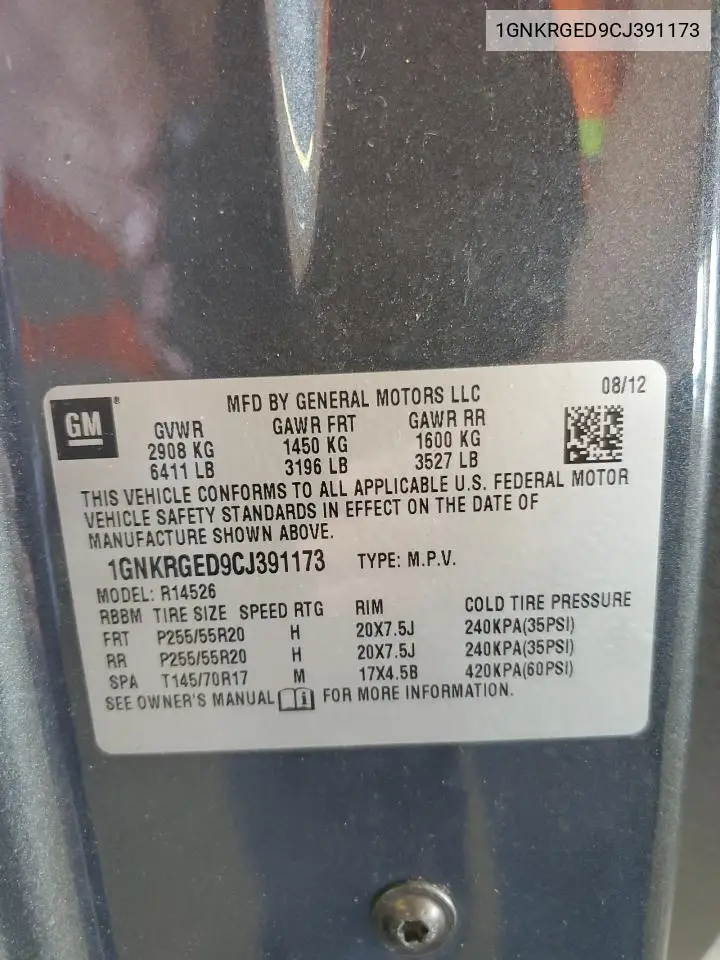 1GNKRGED9CJ391173
GM ®
MFD BY GENERAL MOTORS LLC 08/12
GVWR GAWR FRT GAWR RR
2908 KG 1450 KG 1600 KG
6411 LB 3196 LB 3527 LB
THIS VEHICLE CONFORMS TO ALL APPLICABLE U.S. FEDERAL MOTOR
VEHICLE SAFETY STANDARDS IN EFFECT ON THE DATE OF
MANUFACTURE SHOWN ABOVE.
1GNKRGED9CJ391173 TYPE: M.P.V.
MODEL: R14526
RBBM TIRE SIZE SPEED RTG RIM COLD TIRE PRESSURE
FRT P255/55R20 H 20X7.5J 240KPA(35PSI)
RR P255/55R20 H 20X7.5J 240KPA(35PSI)
SPA T145/70R17 M 17X4.5B 420KPA(60PSI)
SEE OWNER'S MANUAL i FOR MORE INFORMATION.